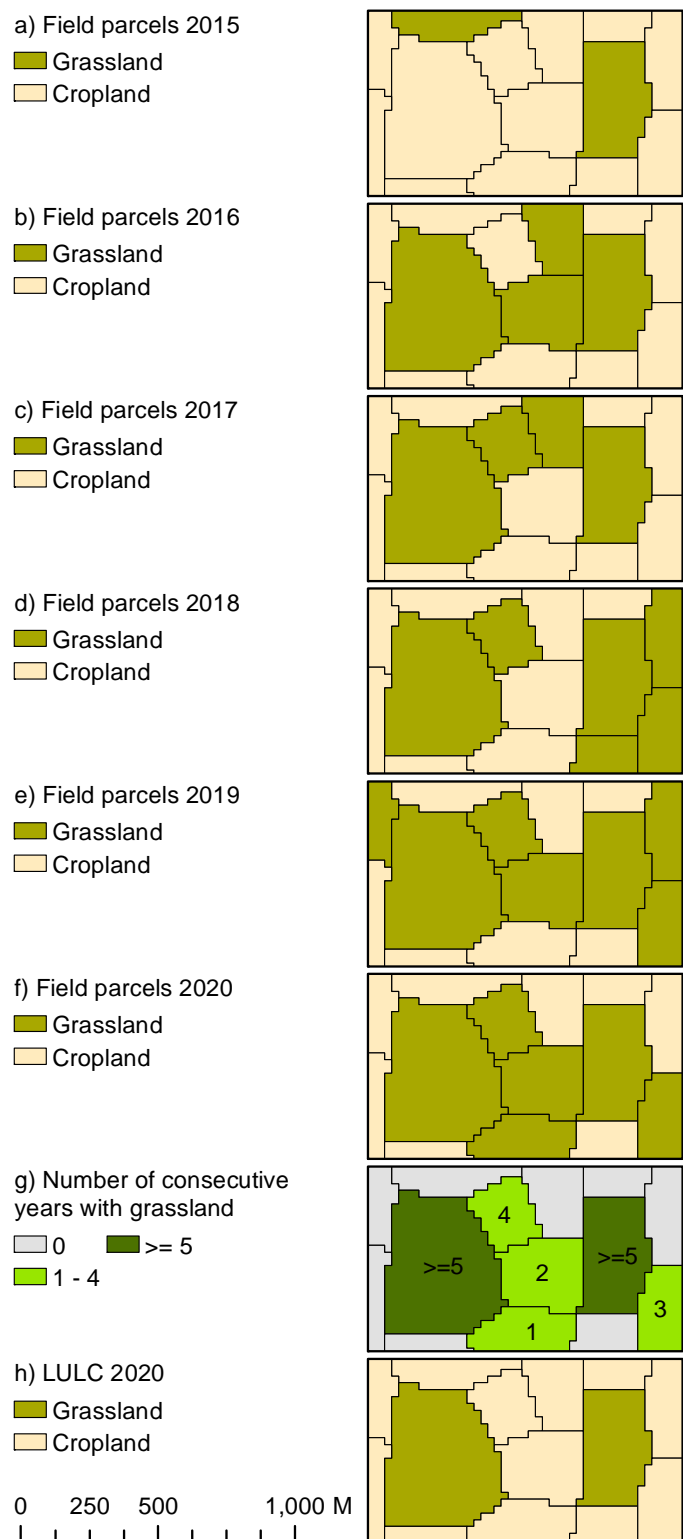 a) Field parcels 2015
Grassland
Cropland
b) Field parcels 2016
Grassland
Cropland
c) Field parcels 2017
Grassland
Cropland
d) Field parcels 2018
Grassland
Cropland
e) Field parcels 2019
Grassland
Cropland
f) Field parcels 2020
Grassland
Cropland
g) Number of consecutive
years with grassland
0 >= 5
1 - 4
4
>=5 2 >=5
3
1
h) LULC 2020
Grassland
Cropland
0 250 500 1,000 M